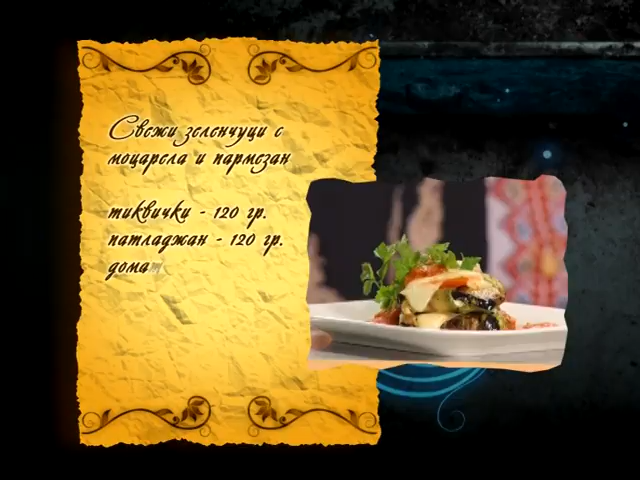 Свежи зеленчуци с
моцарела и пармезан
тиквички - 120 гр.
патладжан - 120 гр.
домат